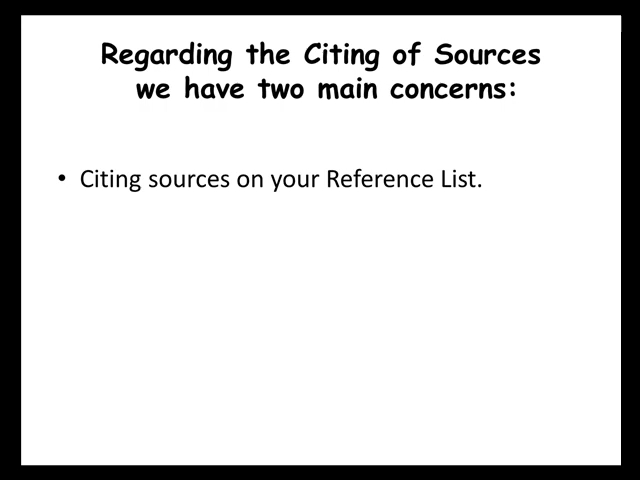 Regarding the Citing of Sources
we have two main concerns:
• Citing sources on your Reference List.